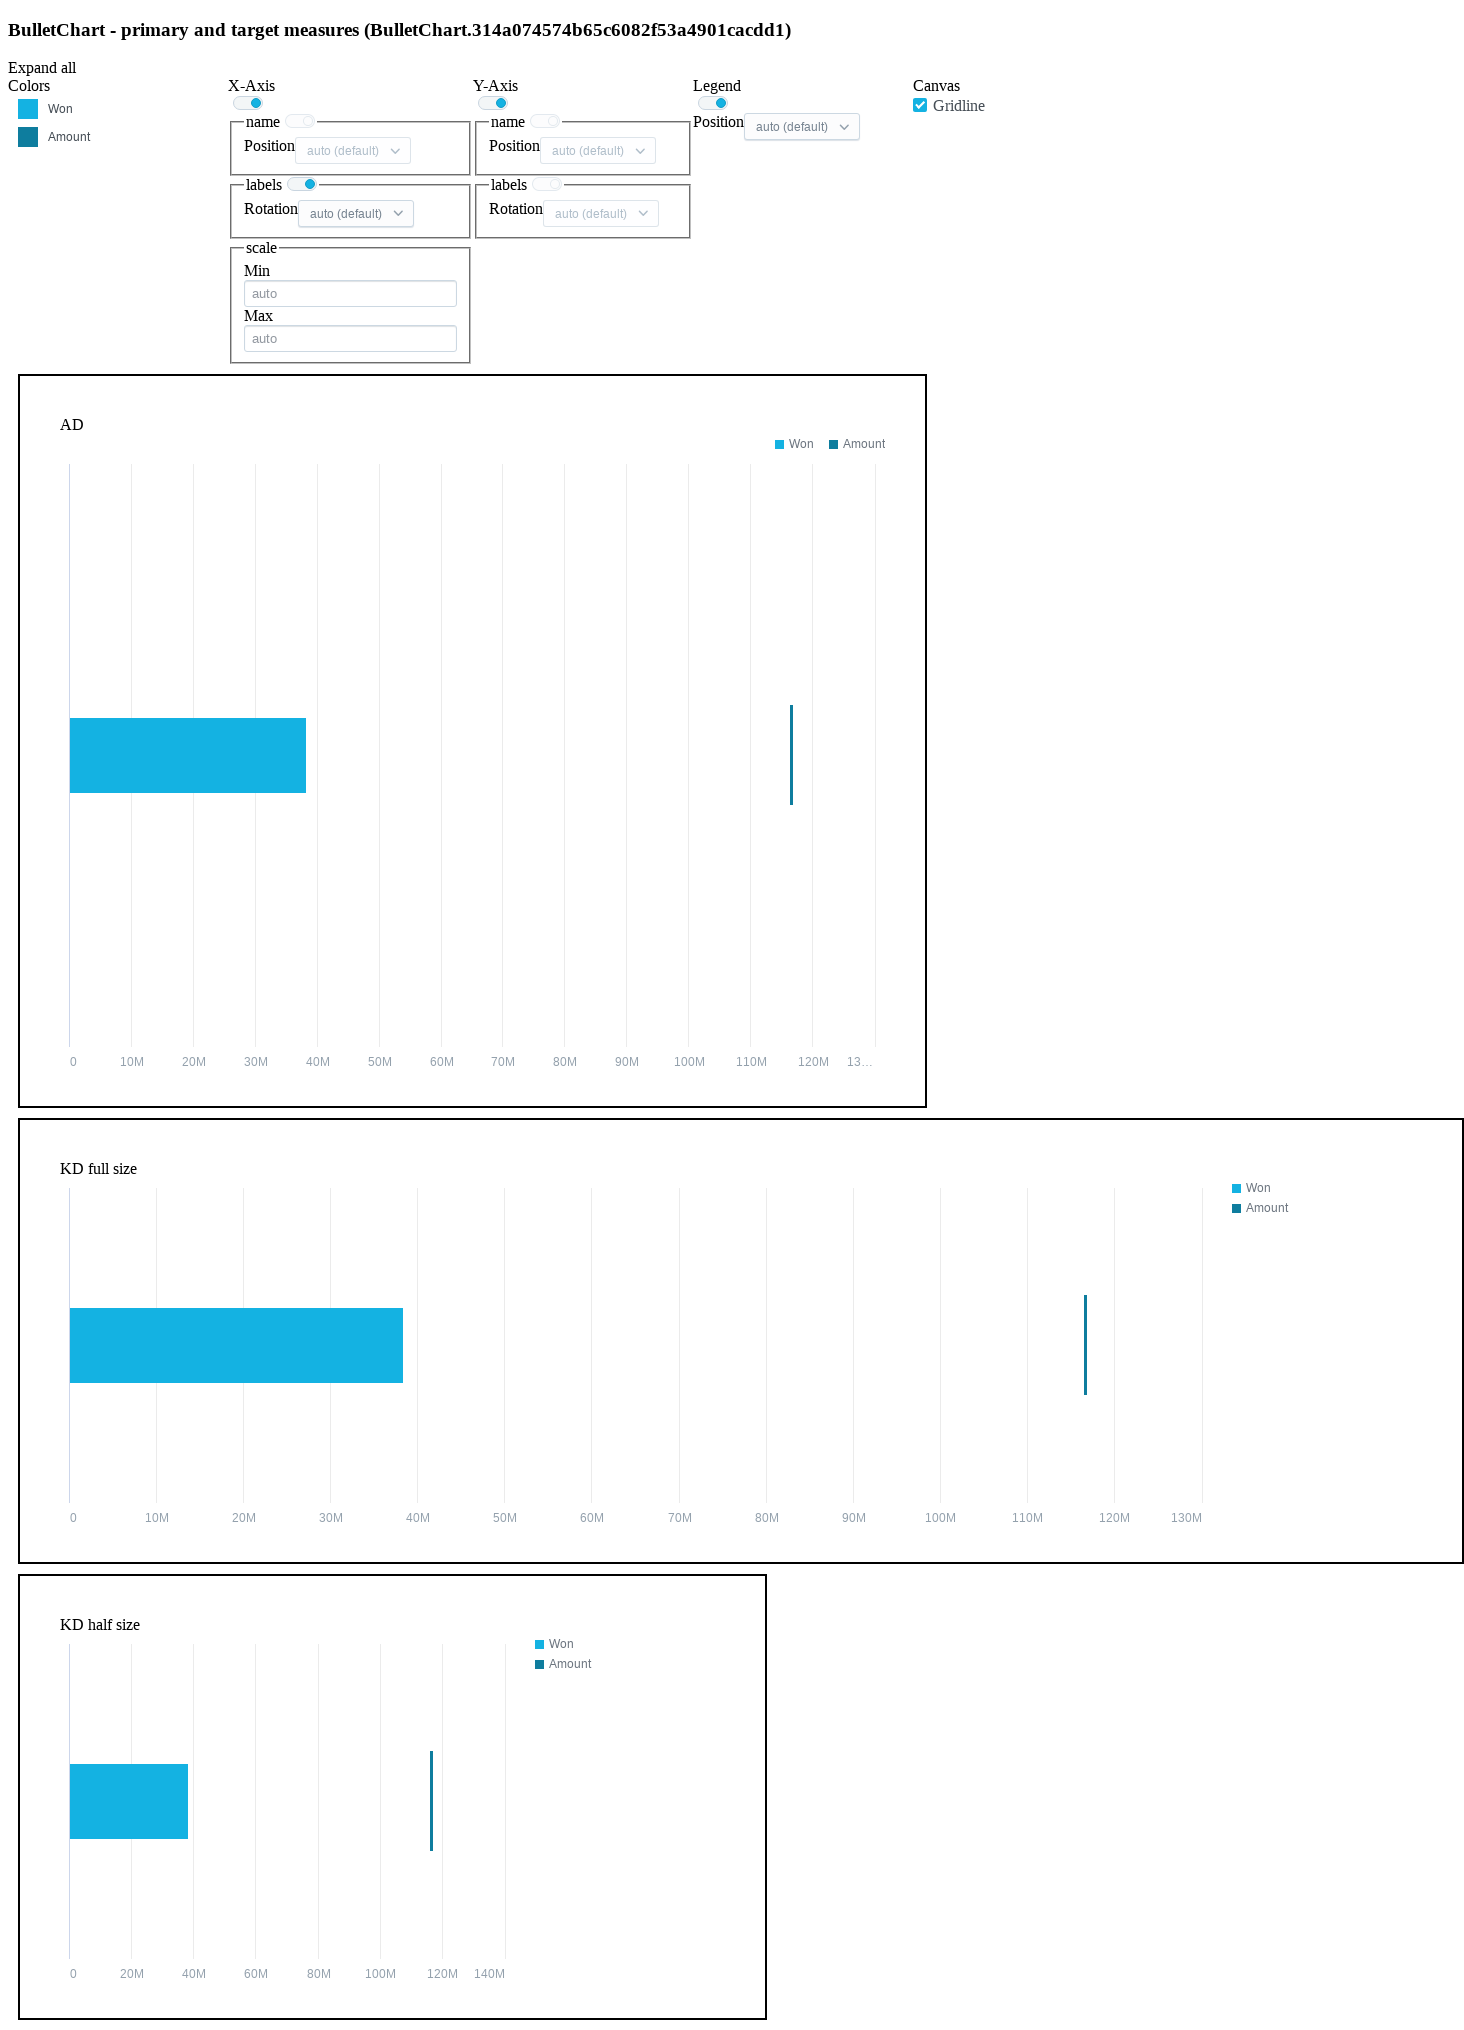 BulletChart - primary and target measures (BulletChart.314a074574b65c6082f53a4901cacdd1)
Expand all
Colors
Won
Amount
X-Axis
name
Position auto (default)
labels
Rotation auto (default)
scale
Min
auto
Max
auto
Y-Axis
name
Position auto (default)
labels
Rotation auto (default)
Legend
Position auto (default)
Canvas
Gridline
AD
Won Amount
0 10M 20M 30M 40M 50M 60M 70M 80M 90M 100M 110M 120M 13…
KD full size
Won
Amount
0 10M 20M 30M 40M 50M 60M 70M 80M 90M 100M 110M 120M 130M
KD half size
Won
Amount
0 20M 40M 60M 80M 100M 120M 140M